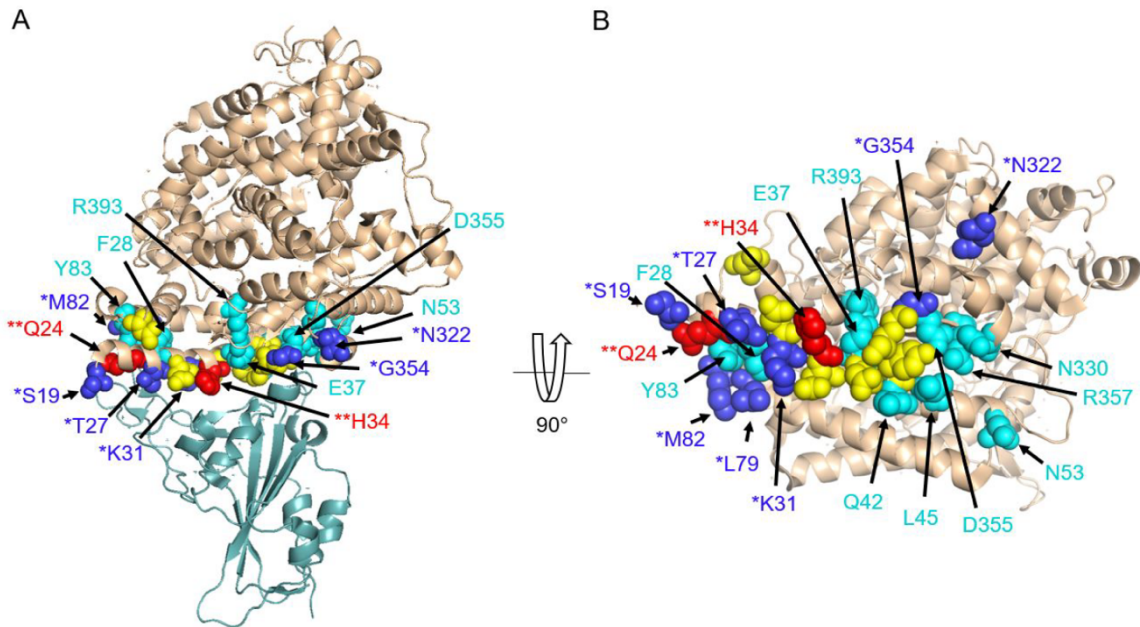 A
R393
F28
Y83
*M82
**Q24
*S19
*T27
*K31
D355
N53
*N322
*G354
E37
**H34
90°
B
*G354
*N322
R393
E37
**H34
*T27
F28
*S19
**Q24
Y83
*M82
*L79
*K31
Q42
L45
D355
N53
R357
N330